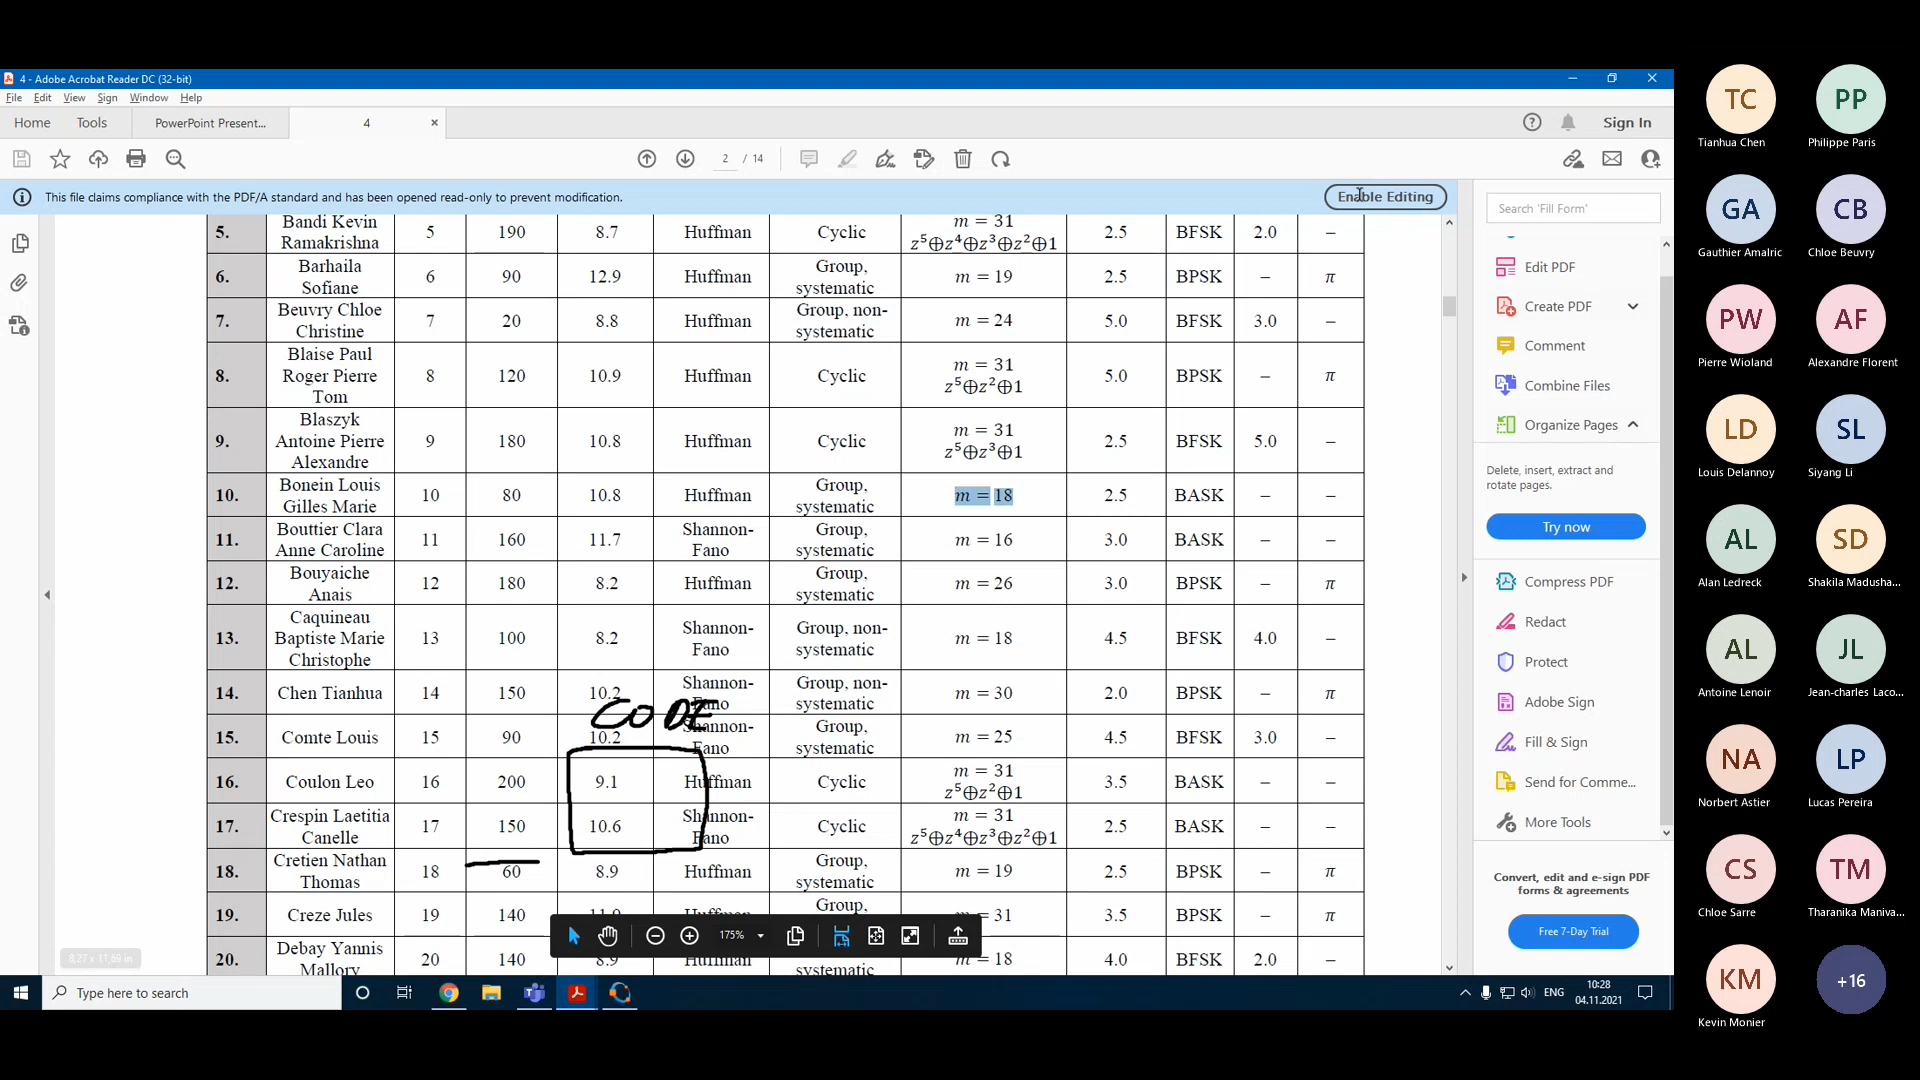 4 - Adobe Acrobat Reader DC (32-bit)
File Edit View Sign Window Help
Home Tools PowerPoint Present... 4 × Sign In
2 / 14
This file claims compliance with the PDF/A standard and has been opened read-only to prevent modification. Enable Editing
5. Bandi Kevin Ramakrishna 5 190 8.7 Huffman Cyclic m = 31 z⁵⊕z⁴⊕z³⊕z²⊕1 2.5 BFSK 2.0 –
6. Barhaila Sofiane 6 90 12.9 Huffman Group, systematic m = 19 2.5 BPSK – π
7. Beuvry Chloe Christine 7 20 8.8 Huffman Group, non-systematic m = 24 5.0 BFSK 3.0 –
8. Blaise Paul Roger Pierre Tom 8 120 10.9 Huffman Cyclic m = 31 z⁵⊕z²⊕1 5.0 BPSK – π
9. Blaszyk Antoine Pierre Alexandre 9 180 10.8 Huffman Cyclic m = 31 z⁵⊕z³⊕1 2.5 BFSK 5.0 –
10. Bonein Louis Gilles Marie 10 80 10.8 Huffman Group, systematic m = 18 2.5 BASK – –
11. Bouttier Clara Anne Caroline 11 160 11.7 Shannon-Fano Group, systematic m = 16 3.0 BASK – –
12. Bouyaiche Anais 12 180 8.2 Huffman Group, systematic m = 26 3.0 BPSK – π
13. Caquineau Baptiste Marie Christophe 13 100 8.2 Shannon-Fano Group, non-systematic m = 18 4.5 BFSK 4.0 –
14. Chen Tianhua 14 150 10.2 Shannon-Fano Group, non-systematic m = 30 2.0 BPSK – π
CODE
15. Comte Louis 15 90 10.2 Shannon-Fano Group, systematic m = 25 4.5 BFSK 3.0 –
16. Coulon Leo 16 200 9.1 Huffman Cyclic m = 31 z⁵⊕z²⊕1 3.5 BASK – –
17. Crespin Laetitia Canelle 17 150 10.6 Shannon-Fano Cyclic m = 31 z⁵⊕z⁴⊕z³⊕z²⊕1 2.5 BASK – –
18. Cretien Nathan Thomas 18 60 8.9 Huffman Group, systematic m = 19 2.5 BPSK – π
19. Creze Jules 19 140 Huffman Group, = 31 3.5 BPSK – π
20. Debay Yannis Mallory 20 140 8.9 Huffman systematic m = 18 4.0 BFSK 2.0 –
175%
8,27 x 11,69 in
Search 'Fill Form'
Edit PDF
Create PDF
Comment
Combine Files
Organize Pages
Delete, insert, extract and
rotate pages.
Try now
Compress PDF
Redact
Protect
Adobe Sign
Fill & Sign
Send for Comme...
More Tools
Convert, edit and e-sign PDF
forms & agreements
Free 7-Day Trial
Type here to search
ENG
10:28
04.11.2021
TC PP
Tianhua Chen Philippe Paris
GA CB
Gauthier Amalric Chloe Beuvry
PW AF
Pierre Wioland Alexandre Florent
LD SL
Louis Delannoy Siyang Li
AL SD
Alan Ledreck Shakila Madusha...
AL JL
Antoine Lenoir Jean-charles Laco...
NA LP
Norbert Astier Lucas Pereira
CS TM
Chloe Sarre Tharanika Maniva...
KM +16
Kevin Monier